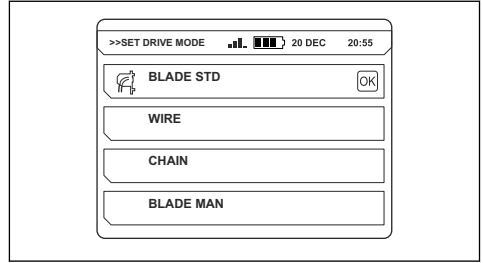 >>SET DRIVE MODE 20 DEC 20:55
BLADE STD OK
WIRE
CHAIN
BLADE MAN